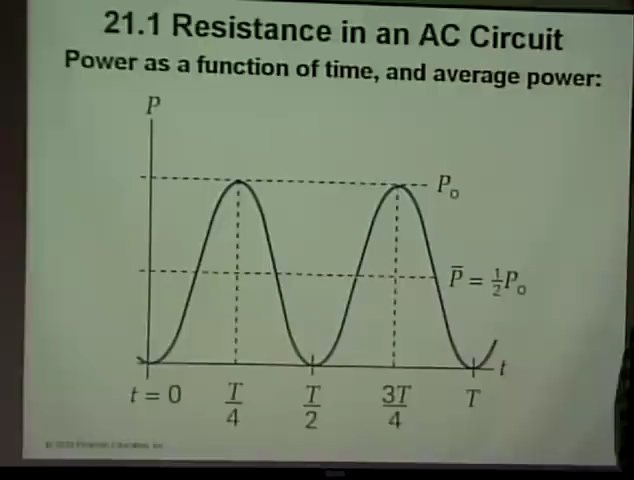 21.1 Resistance in an AC Circuit
Power as a function of time, and average power:
P
P₀
P̅ = ½P₀
t
t = 0
T/4
T/2
3T/4
T